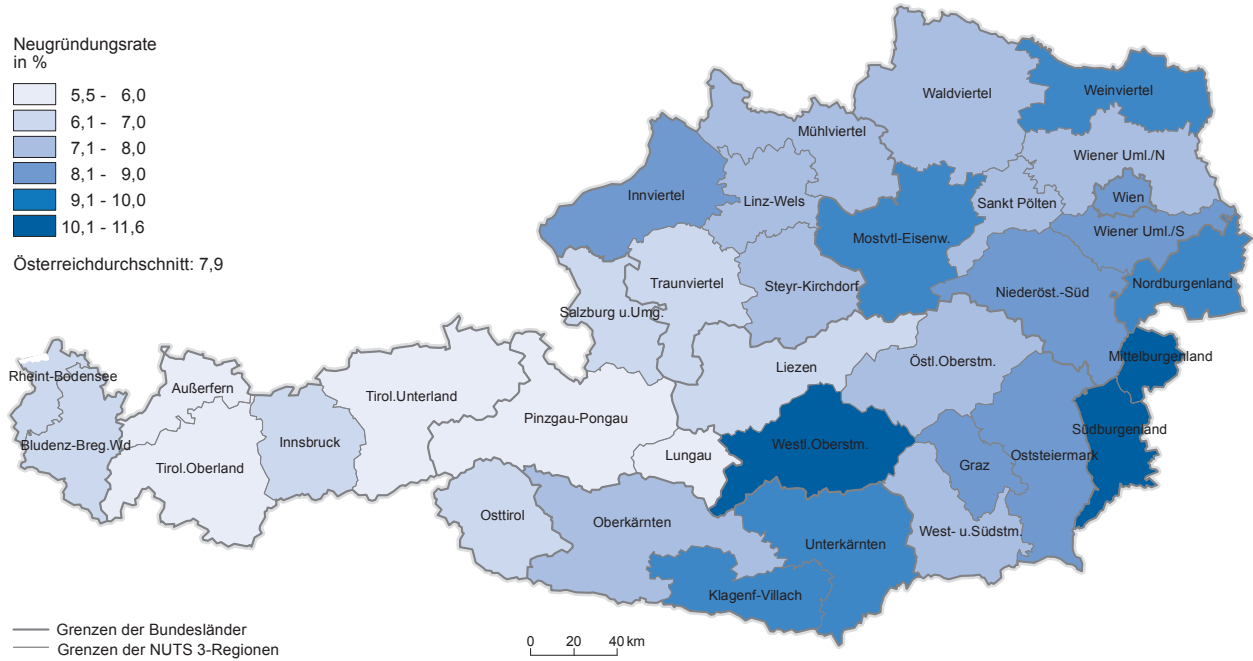 Neugründungsrate
in %
5,5 - 6,0
6,1 - 7,0
7,1 - 8,0
8,1 - 9,0
9,1 - 10,0
10,1 - 11,6
Österreichdurchschnitt: 7,9
Waldviertel
Weinviertel
Mühlviertel
Wiener Uml./N
Innviertel
Linz-Wels
Sankt Pölten
Wien
Mostvtl-Eisenw.
Wiener Uml./S
Traunviertel
Steyr-Kirchdorf
Niederöst.-Süd
Nordburgenland
Salzburg u.Umg.
Mittelburgenland
Östl.Oberstm.
Liezen
Rheint-Bodensee
Außerfern
Tirol.Unterland
Pinzgau-Pongau
Südburgenland
Bludenz-Breg.Wd
Innsbruck
Westl.Oberstm.
Lungau
Oststeiermark
Tirol.Oberland
Graz
Osttirol
Oberkärnten
West- u.Südstm.
Unterkärnten
Klagenf-Villach
Grenzen der Bundesländer
Grenzen der NUTS 3-Regionen
0 20 40 km